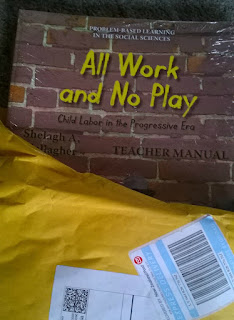 PROBLEM-BASED LEARNING
IN THE SOCIAL SCIENCES
All Work
and No Play
Child Labor in the Progressive Era
Shelagh A.
Gallagher
TEACHER MANUAL